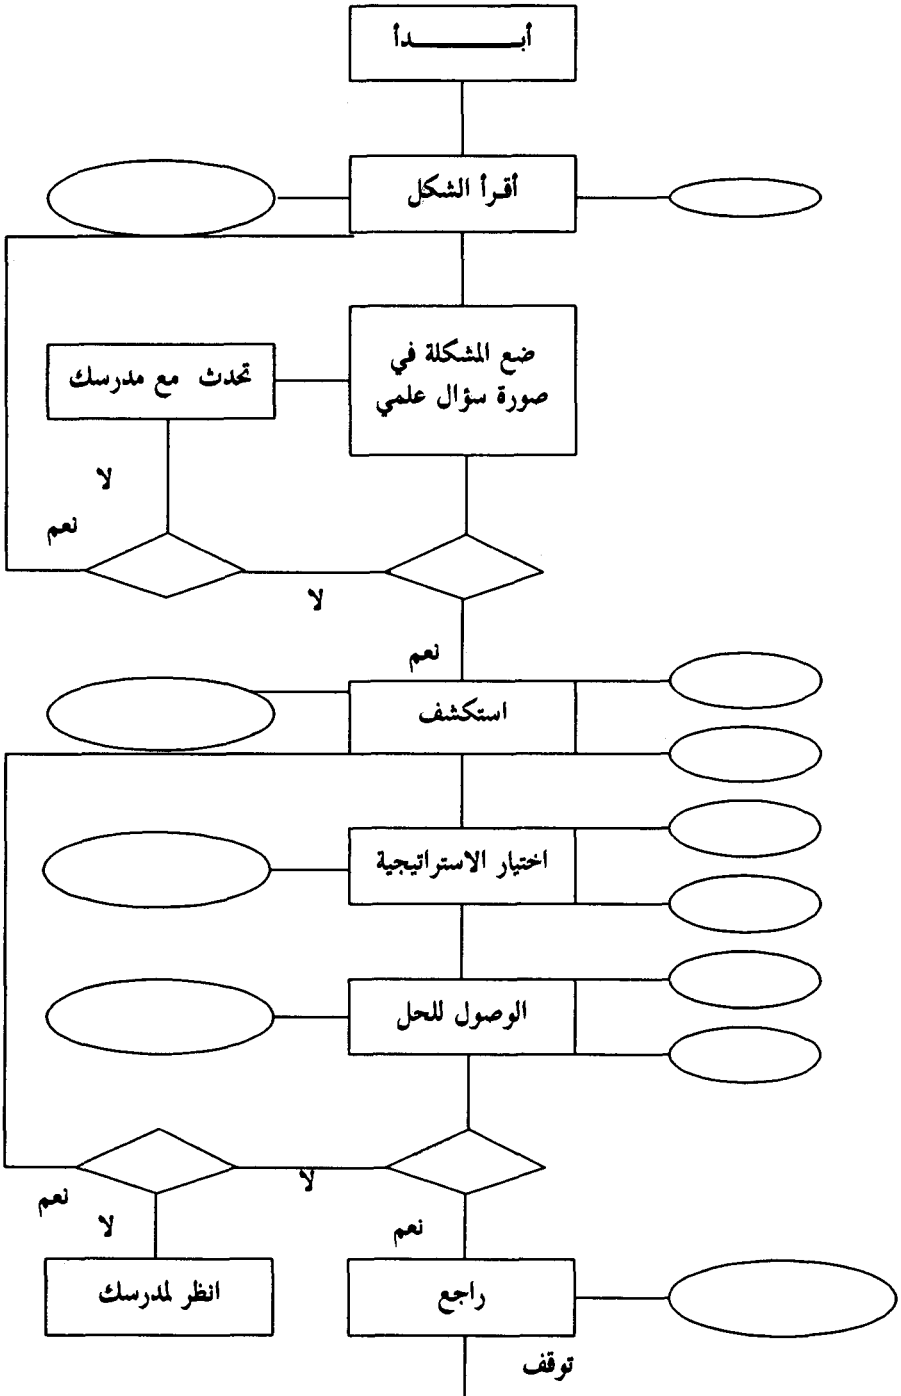 أبـــــــدأ
أقرأ الشكل
ضع المشكلة في
صورة سؤال علمي
تحدث مع مدرسك
لا
نعم
لا
نعم
استكشف
اختيار الاستراتيجية
الوصول للحل
لا
نعم
لا
نعم
انظر لمدرسك
راجع
توقف